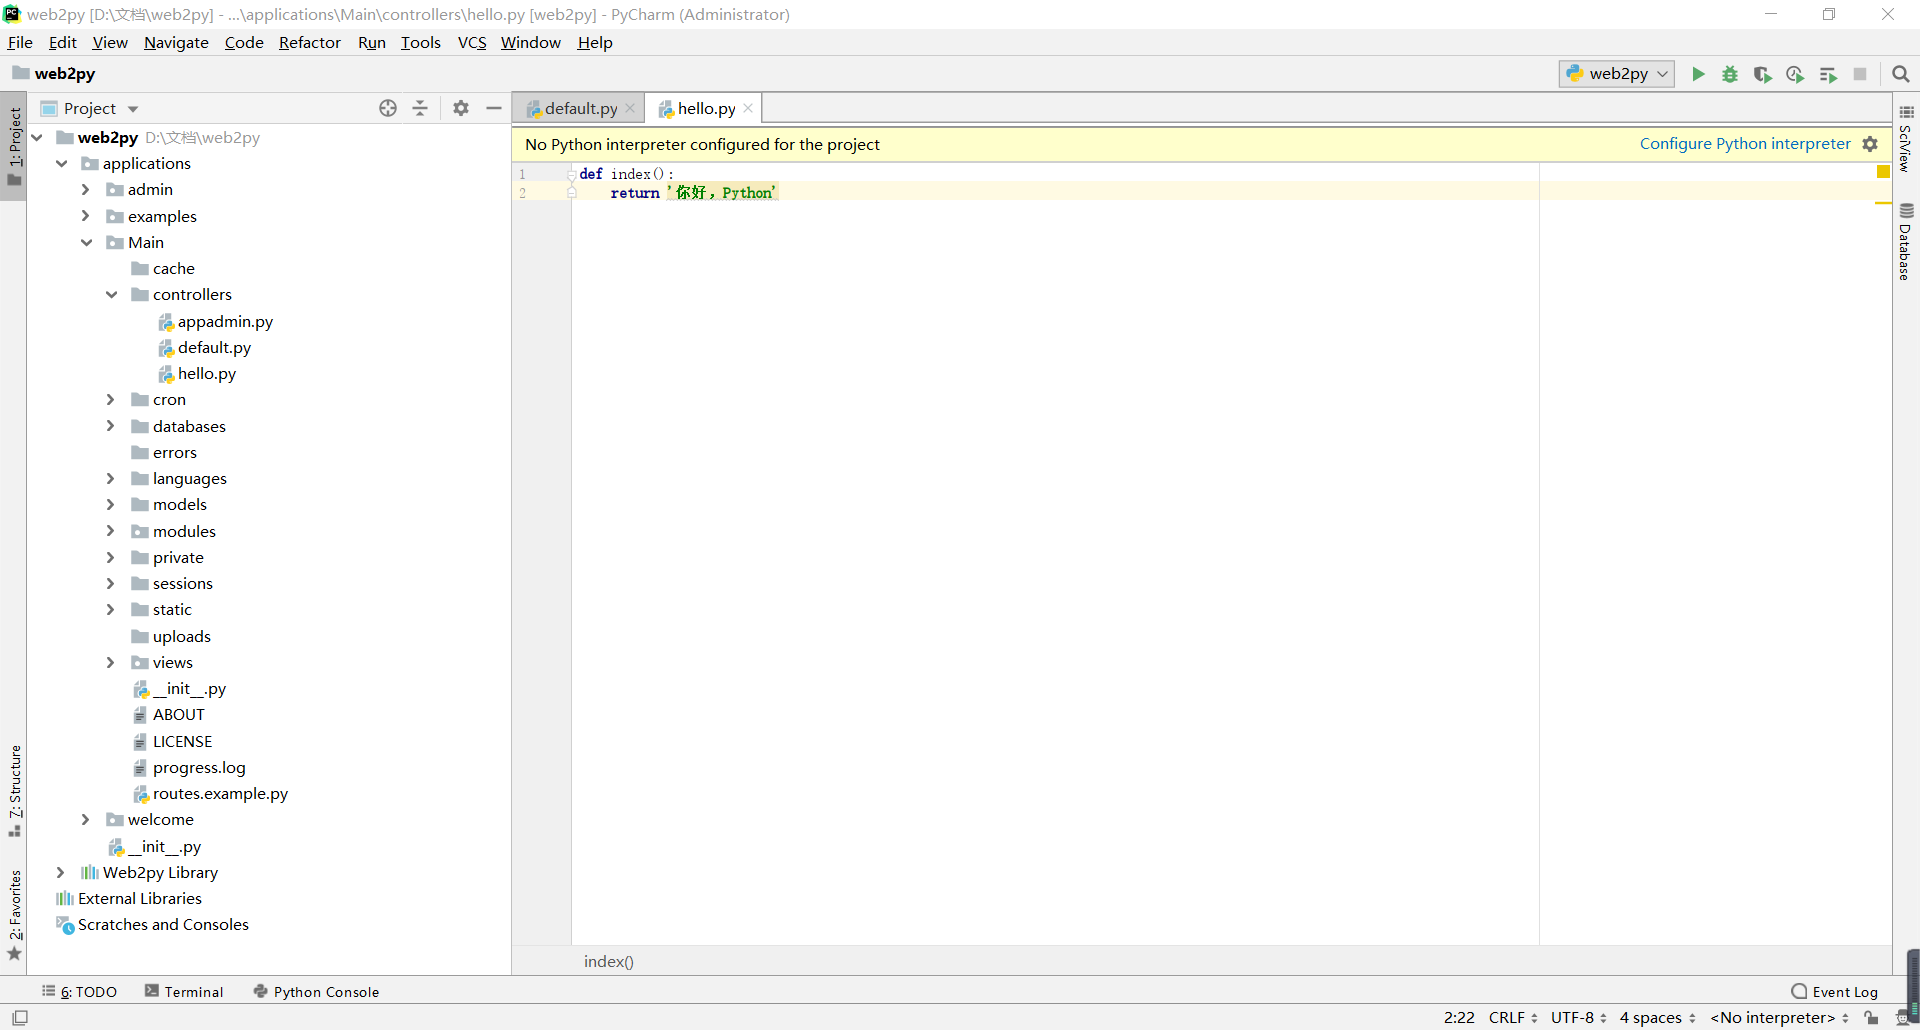 web2py [D:\文档\web2py] - ...\applications\Main\controllers\hello.py [web2py] - PyCharm (Administrator)
File Edit View Navigate Code Refactor Run Tools VCS Window Help
web2py
web2py
1: Project
Project
default.py
hello.py
No Python interpreter configured for the project
Configure Python interpreter
web2py D:\文档\web2py
applications
admin
examples
Main
cache
controllers
appadmin.py
default.py
hello.py
cron
databases
errors
languages
models
modules
private
sessions
static
uploads
views
__init__.py
ABOUT
LICENSE
progress.log
routes.example.py
welcome
__init__.py
Web2py Library
External Libraries
Scratches and Consoles
1 def index():
2 return '你好，Python'
index()
SciView
Database
7: Structure
2: Favorites
6: TODO
Terminal
Python Console
Event Log
2:22 CRLF UTF-8 4 spaces <No interpreter>